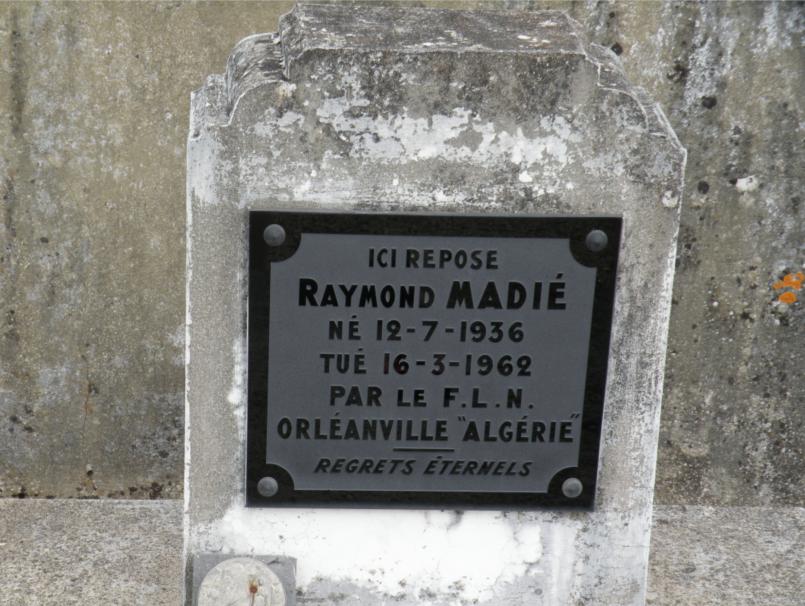 ICI REPOSE
RAYMOND MADIÉ
NÉ 12-7-1936
TUÉ 16-3-1962
PAR LE F.L.N.
ORLÉANVILLE "ALGÉRIE"
REGRETS ÉTERNELS